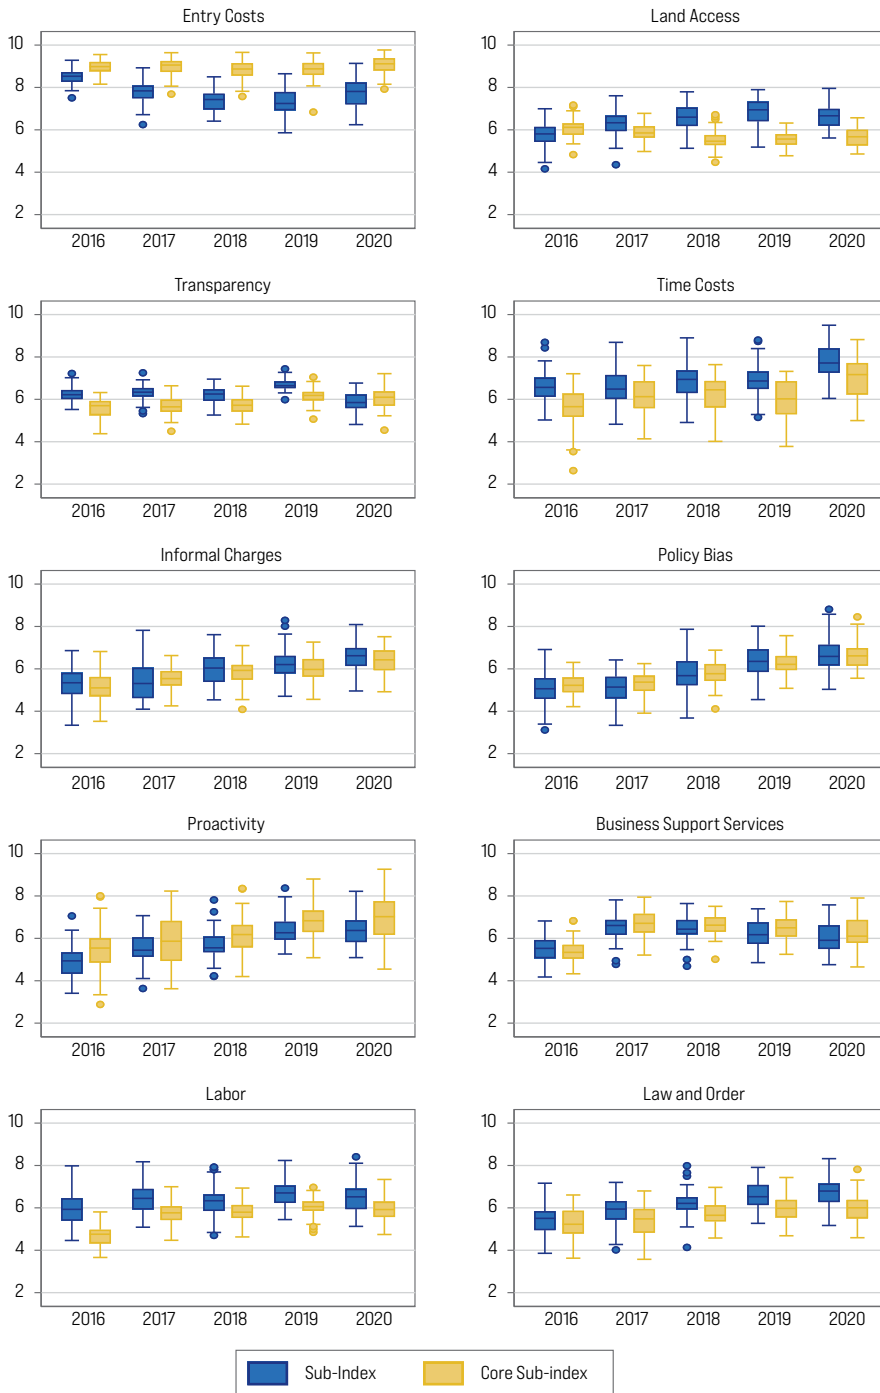 Entry Costs
10
8
6
4
2
2016 2017 2018 2019 2020
Land Access
10
8
6
4
2
2016 2017 2018 2019 2020
Transparency
10
8
6
4
2
2016 2017 2018 2019 2020
Time Costs
10
8
6
4
2
2016 2017 2018 2019 2020
Informal Charges
10
8
6
4
2
2016 2017 2018 2019 2020
Policy Bias
10
8
6
4
2
2016 2017 2018 2019 2020
Proactivity
10
8
6
4
2
2016 2017 2018 2019 2020
Business Support Services
10
8
6
4
2
2016 2017 2018 2019 2020
Labor
10
8
6
4
2
2016 2017 2018 2019 2020
Law and Order
10
8
6
4
2
2016 2017 2018 2019 2020
Sub-Index Core Sub-index